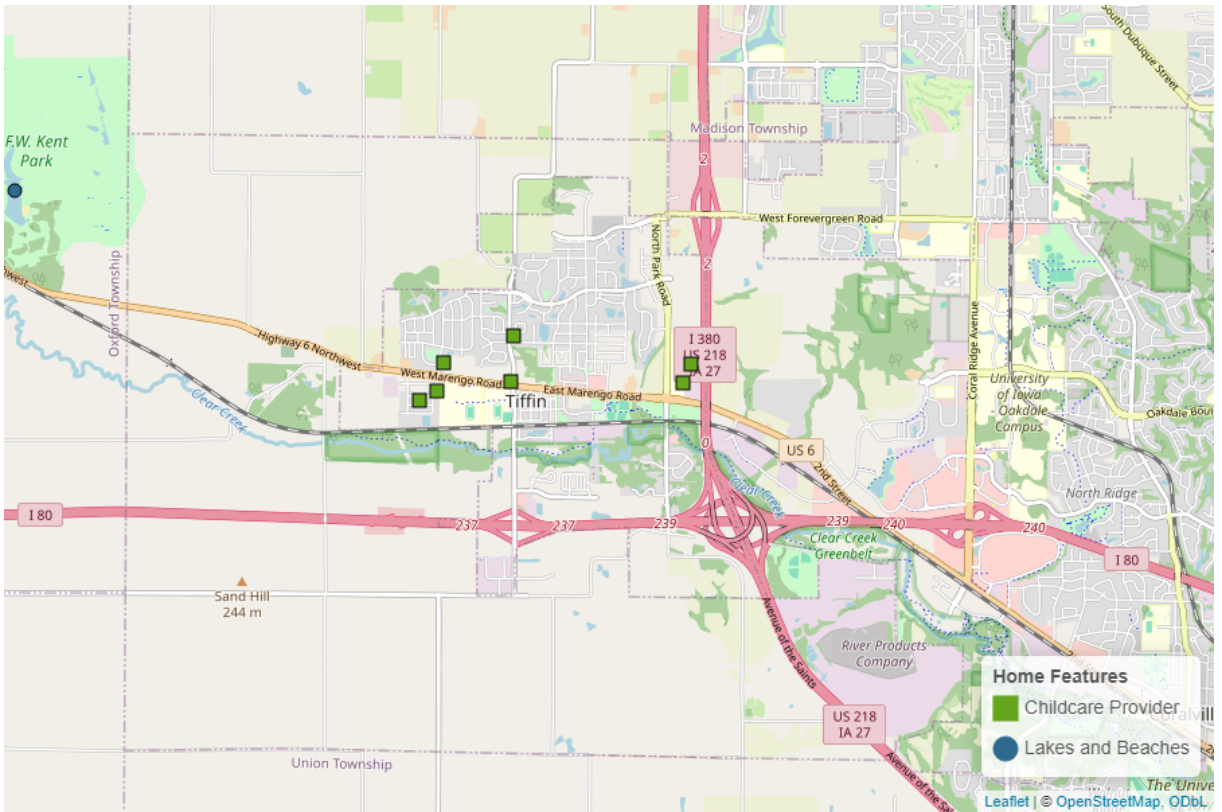 South Dubuque Street
F.W. Kent
Park
Madison Township
2
West Forevergreen Road
North Park Road
2
Oxford Township
Highway 6 Northwest
I 380
US 218
IA 27
Coral Ridge Avenue
West Marengo Road
East Marengo Road
Tiffin
University
of Iowa
Oakdale
Campus
Clear Creek
0
US 6
2nd Street
Clear Creek
North Ridge
I 80
237
237
239
239
240
240
Clear Creek
Greenbelt
I 80
Sand Hill
244 m
Avenue of the Saints
River Products
Company
Home Features
Childcare Provider
Lakes and Beaches
US 218
IA 27
Union Township
Avenue of the Saints
Leaflet | © OpenStreetMap, ODbL